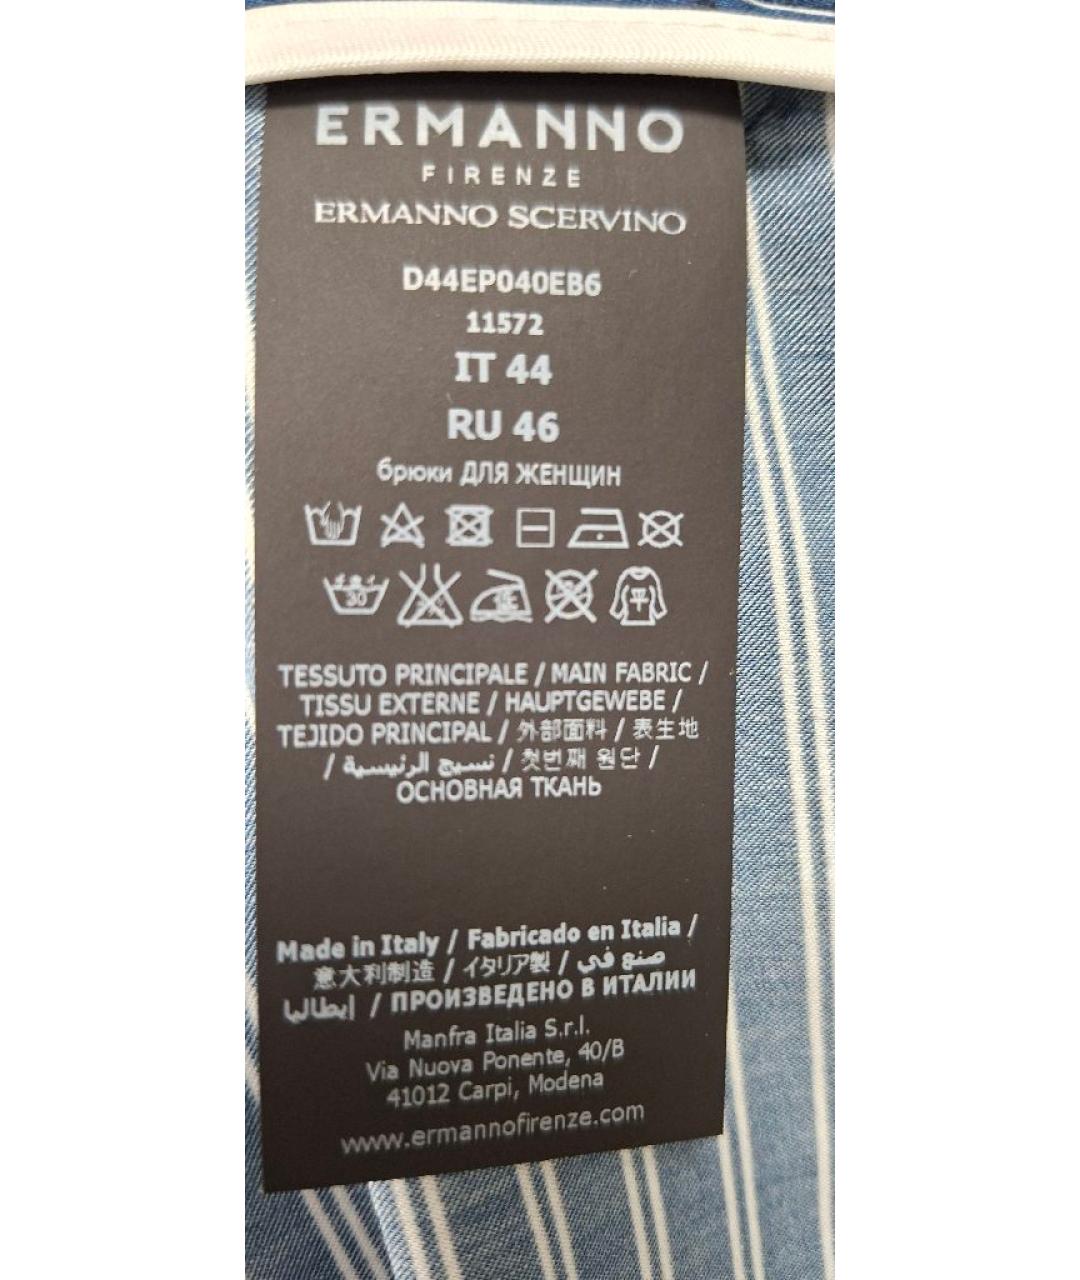 ERMANNO
FIRENZE
ERMANNO SCERVINO
D44EP040EB6
11572
IT 44
RU 46
брюки ДЛЯ ЖЕНЩИН
30
平
TESSUTO PRINCIPALE / MAIN FABRIC /
TISSU EXTERNE / HAUPTGEWEBE /
TEJIDO PRINCIPAL / 外部面料 / 表生地
/ نسيج الرئيسية / 첫번째 원단 /
ОСНОВНАЯ ТКАНЬ
Made in Italy / Fabricado en Italia /
意大利制造 / イタリア製 / صنع في
إيطاليا / ПРОИЗВЕДЕНО В ИТАЛИИ
Manfra Italia S.r.l.
Via Nuova Ponente, 40/B
41012 Carpi, Modena
www.ermannofirenze.com